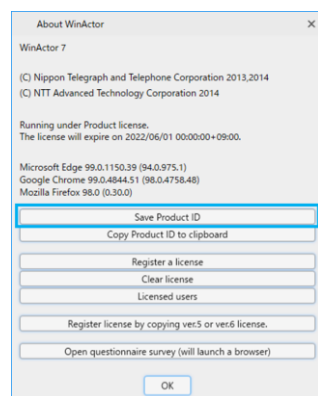 About WinActor
WinActor 7
(C) Nippon Telegraph and Telephone Corporation 2013,2014
(C) NTT Advanced Technology Corporation 2014
Running under Product license.
The license will expire on 2022/06/01 00:00:00+09:00.
Microsoft Edge 99.0.1150.39 (94.0.975.1)
Google Chrome 99.0.4844.51 (98.0.4758.48)
Mozilla Firefox 98.0 (0.30.0)
Save Product ID
Copy Product ID to clipboard
Register a license
Clear license
Licensed users
Register license by copying ver.5 or ver.6 license.
Open questionnaire survey (will launch a browser)
OK